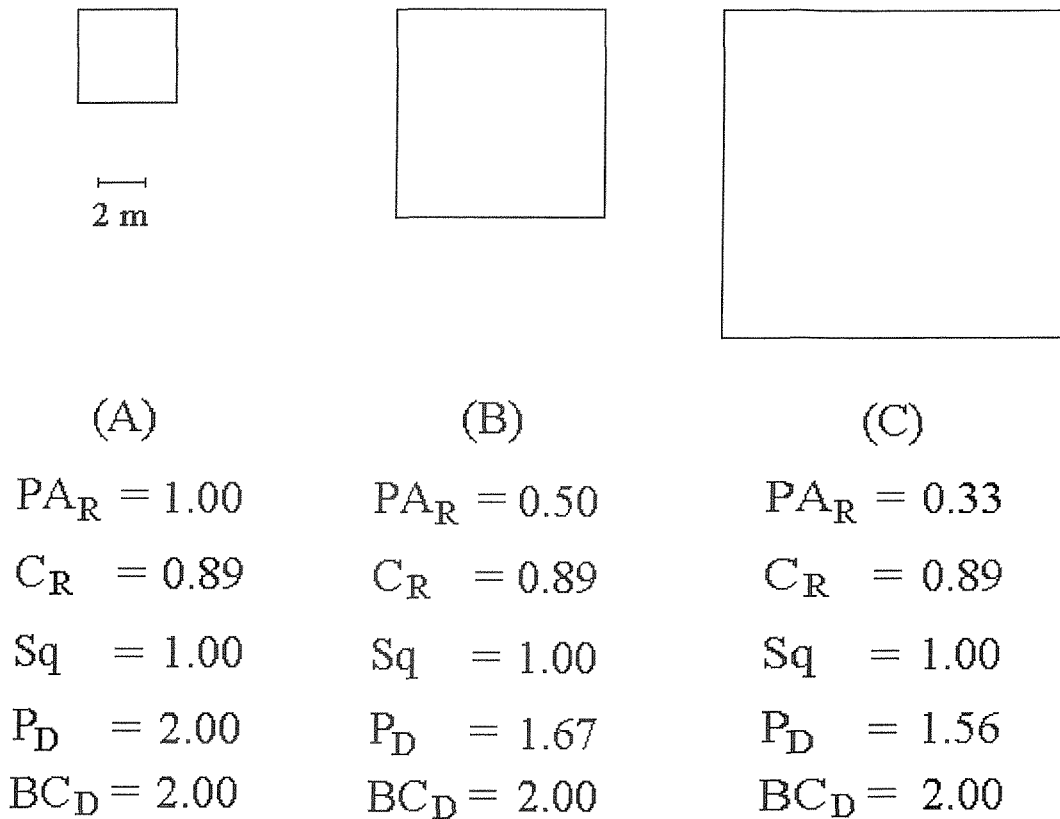 2 m
(A) (B) (C)
PA_R = 1.00 PA_R = 0.50 PA_R = 0.33
C_R = 0.89 C_R = 0.89 C_R = 0.89
Sq = 1.00 Sq = 1.00 Sq = 1.00
P_D = 2.00 P_D = 1.67 P_D = 1.56
BC_D = 2.00 BC_D = 2.00 BC_D = 2.00